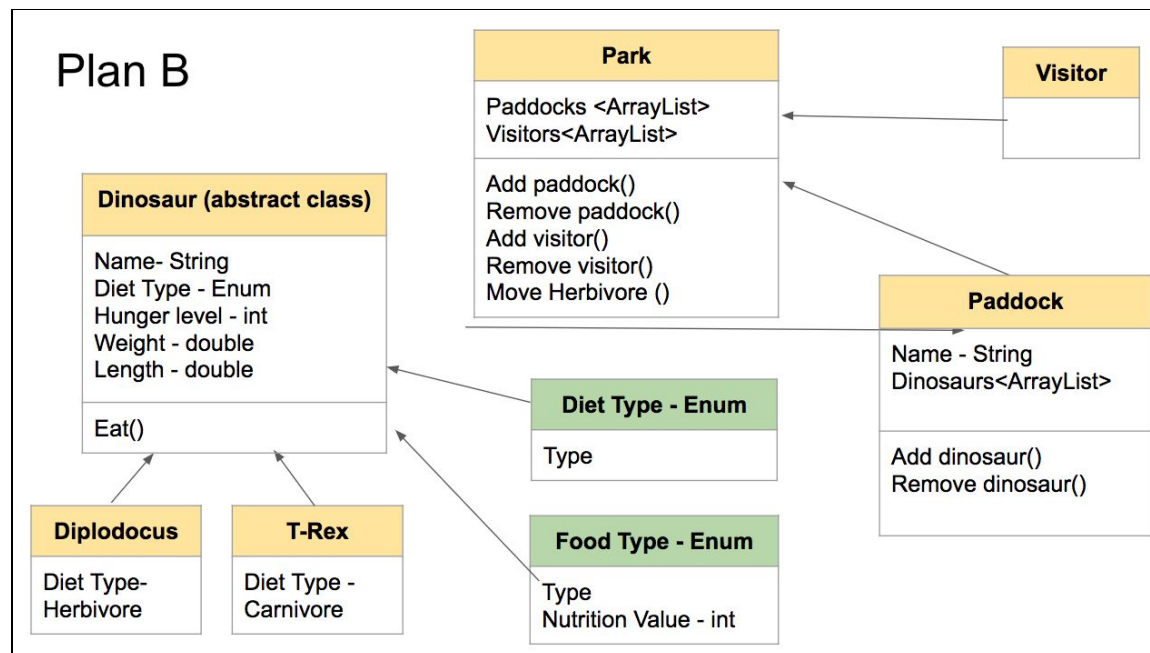 Plan B
Park
Paddocks <ArrayList>
Visitors<ArrayList>
Add paddock()
Remove paddock()
Add visitor()
Remove visitor()
Move Herbivore ()
Visitor
Dinosaur (abstract class)
Name- String
Diet Type - Enum
Hunger level - int
Weight - double
Length - double
Eat()
Paddock
Name - String
Dinosaurs<ArrayList>
Add dinosaur()
Remove dinosaur()
Diet Type - Enum
Type
Diplodocus
Diet Type-
Herbivore
T-Rex
Diet Type -
Carnivore
Food Type - Enum
Type
Nutrition Value - int